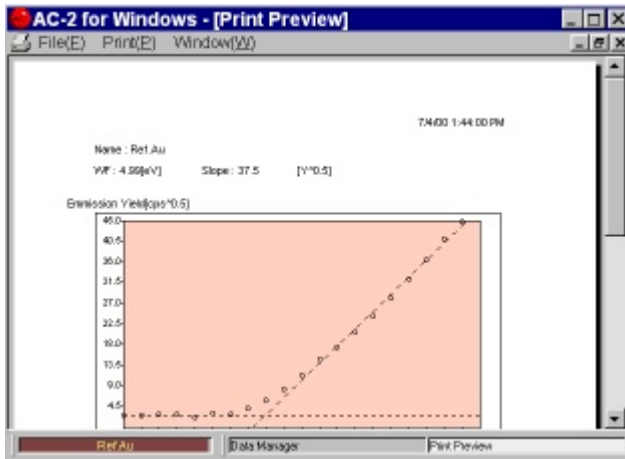 AC-2 for Windows - [Print Preview]
File(F) Print(P) Window(W)
7/4/00 1:44:00 PM
Name : Ref.Au
WF : 4.99[eV] Slope : 37.5 [Y^0.5]
Emmission Yield[cps^0.5]
45.0
40.5
36.0
31.5
27.0
22.5
18.0
13.5
9.0
4.5
Ref.Au Data Manager Print Preview